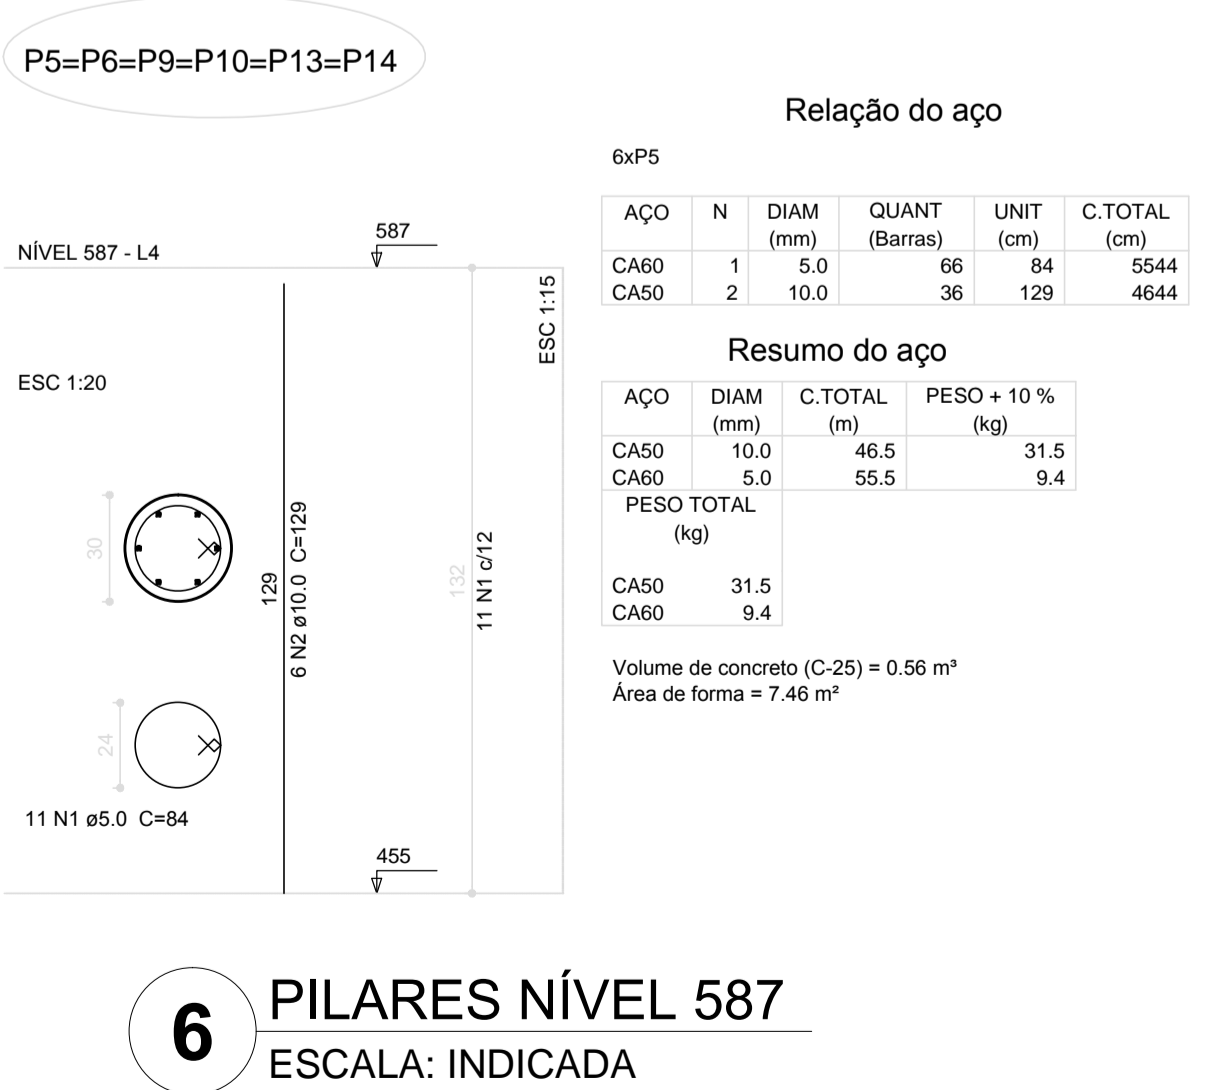 P5=P6=P9=P10=P13=P14
NÍVEL 587 - L4
587
ESC 1:15
ESC 1:20
30
129
6 N2 ø10.0 C=129
132
11 N1 c/12
24
11 N1 ø5.0 C=84
455
Relação do aço
6xP5
AÇO N DIAM QUANT UNIT C.TOTAL
(mm) (Barras) (cm) (cm)
CA60 1 5.0 66 84 5544
CA50 2 10.0 36 129 4644
Resumo do aço
AÇO DIAM C.TOTAL PESO + 10 %
(mm) (m) (kg)
CA50 10.0 46.5 31.5
CA60 5.0 55.5 9.4
PESO TOTAL
(kg)
CA50 31.5
CA60 9.4
Volume de concreto (C-25) = 0.56 m³
Área de forma = 7.46 m²
6
PILARES NÍVEL 587
ESCALA: INDICADA